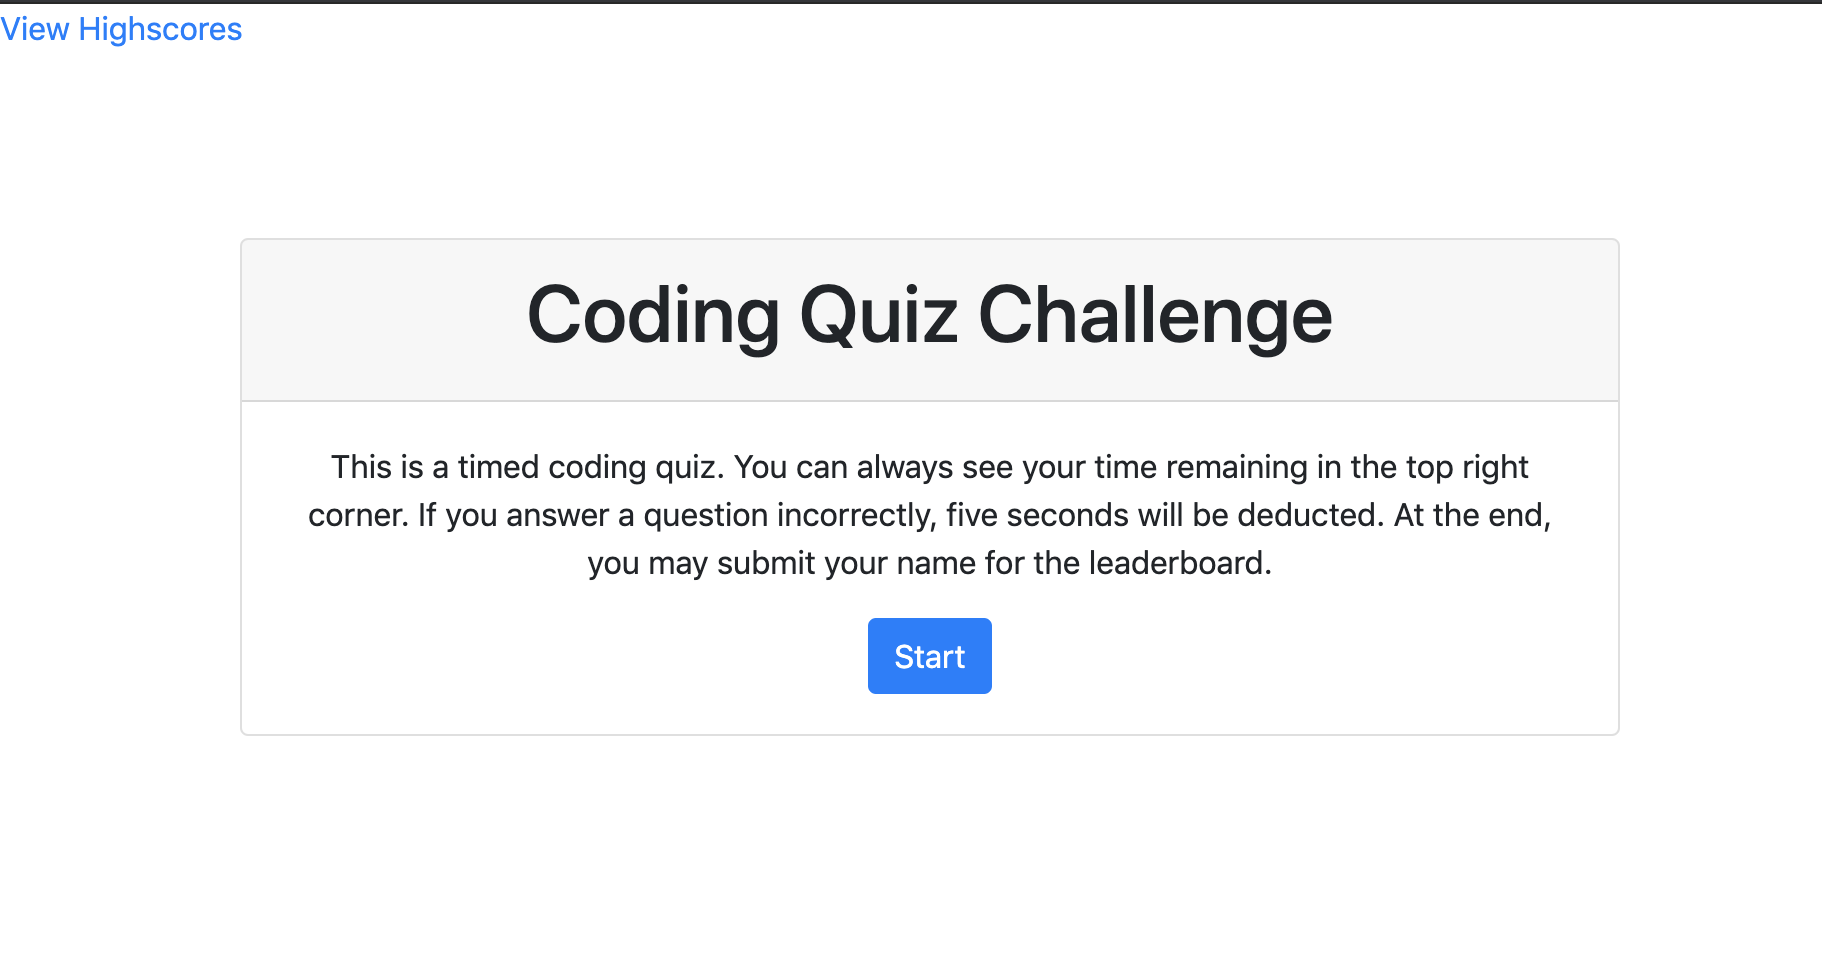 View Highscores
Coding Quiz Challenge
This is a timed coding quiz. You can always see your time remaining in the top right
corner. If you answer a question incorrectly, five seconds will be deducted. At the end,
you may submit your name for the leaderboard.
Start